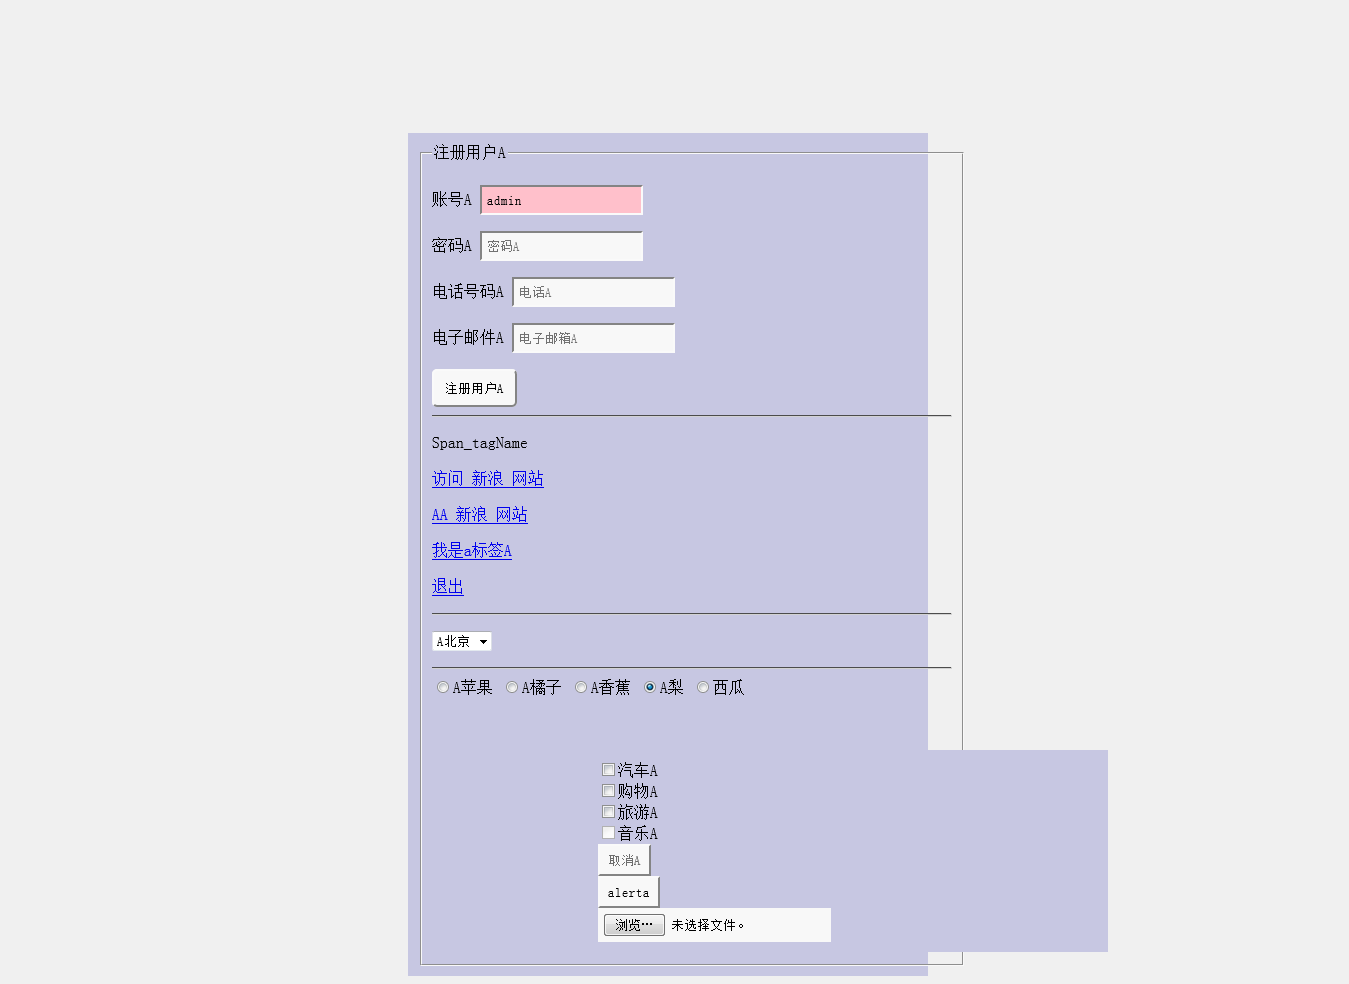 注册用户A
账号A admin
密码A 密码A
电话号码A 电话A
电子邮件A 电子邮箱A
注册用户A
Span_tagName
访问 新浪 网站
AA 新浪 网站
我是a标签A
退出
A北京
A苹果 A橘子 A香蕉 A梨 西瓜
汽车A
购物A
旅游A
音乐A
取消A
alerta
浏览… 未选择文件。